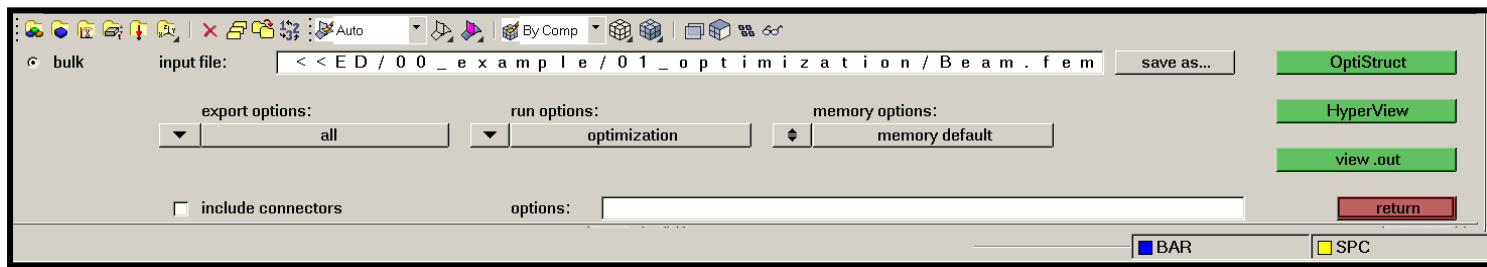 Auto By Comp
bulk input file: <<ED/00_example/01_optimization/Beam.fem save as... OptiStruct
export options: run options: memory options: HyperView
all optimization memory default
view .out
include connectors options: return
BAR SPC